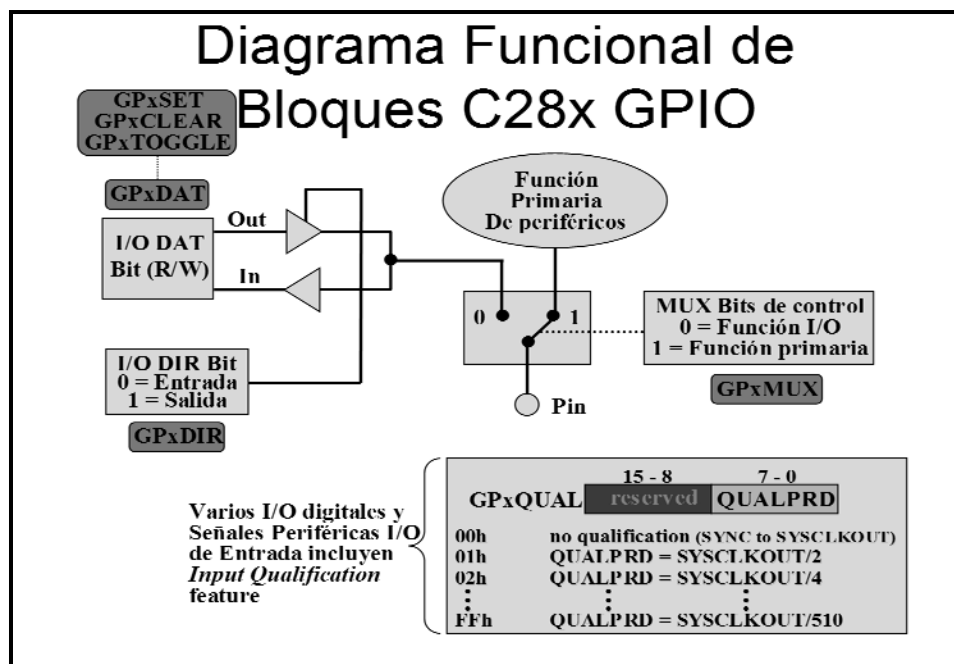 Diagrama Funcional de
Bloques C28x GPIO
GPxSET
GPxCLEAR
GPxTOGGLE
GPxDAT
I/O DAT
Bit (R/W)
Out
In
Función
Primaria
De periféricos
0
1
MUX Bits de control
0 = Función I/O
1 = Función primaria
GPxMUX
I/O DIR Bit
0 = Entrada
1 = Salida
GPxDIR
Pin
Varios I/O digitales y
Señales Periféricas I/O
de Entrada incluyen
Input Qualification
feature
15 - 8 7 - 0
GPxQUAL reserved QUALPRD
00h no qualification (SYNC to SYSCLKOUT)
01h QUALPRD = SYSCLKOUT/2
02h QUALPRD = SYSCLKOUT/4
FFh QUALPRD = SYSCLKOUT/510